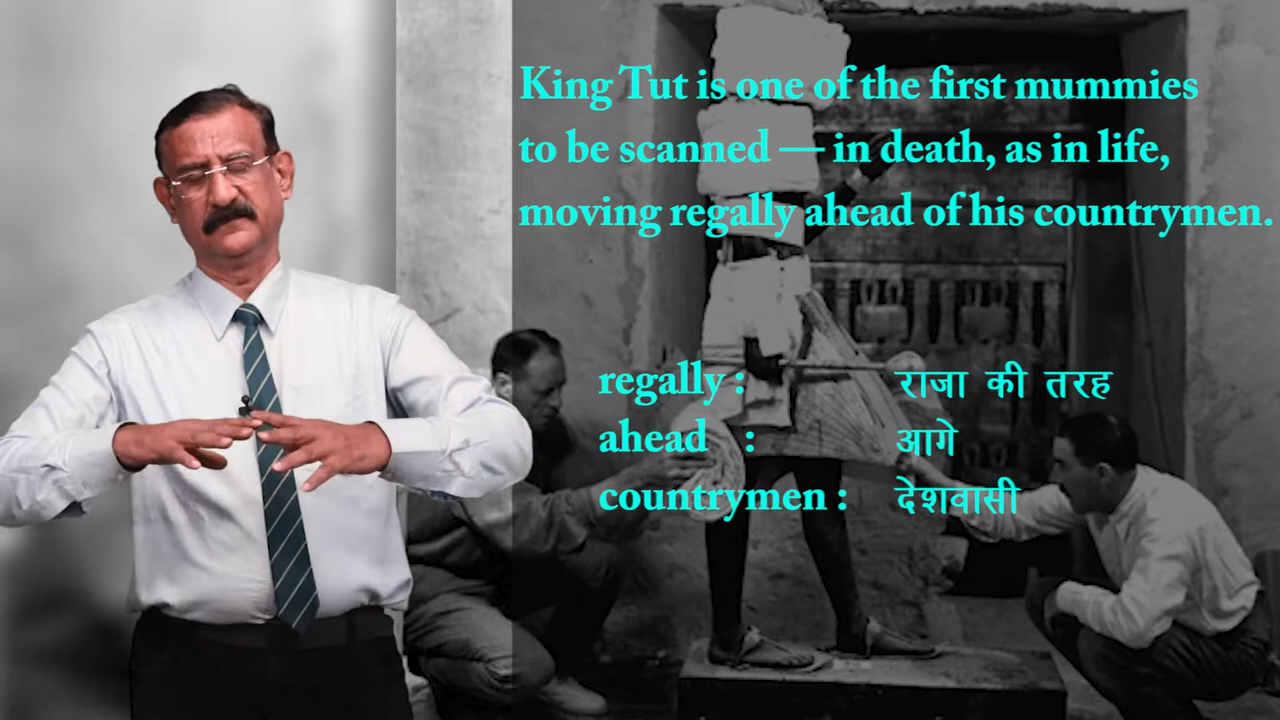 King Tut is one of the first mummies
to be scanned — in death, as in life,
moving regally ahead of his countrymen.
regally : राजा की तरह
ahead : आगे
countrymen : देशवासी